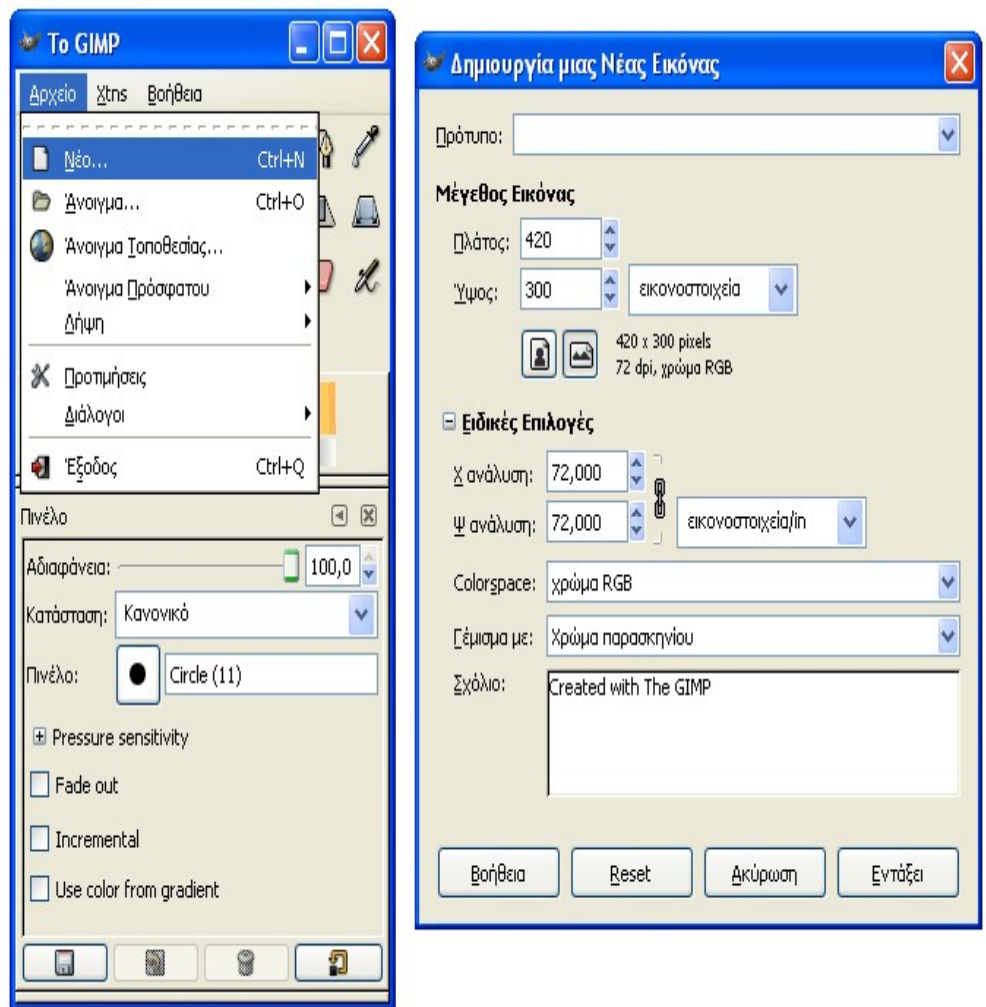 Το GIMP
Αρχείο Xtns Βοήθεια
Νέο... Ctrl+N
Άνοιγμα... Ctrl+O
Άνοιγμα Τοποθεσίας...
Άνοιγμα Πρόσφατου
Λήψη
Προτιμήσεις
Διάλογοι
Έξοδος Ctrl+Q
Πινέλο
Αδιαφάνεια: 100,0
Κατάσταση: Κανονικό
Πινέλο: Circle (11)
Pressure sensitivity
Fade out
Incremental
Use color from gradient
Δημιουργία μιας Νέας Εικόνας
Πρότυπο:
Μέγεθος Εικόνας
Πλάτος: 420
Ύψος: 300 εικονοστοιχεία
420 x 300 pixels
72 dpi, χρώμα RGB
Ειδικές Επιλογές
Χ ανάλυση: 72,000
Ψ ανάλυση: 72,000 εικονοστοιχεία/in
Colorspace: χρώμα RGB
Γέμισμα με: Χρώμα παρασκηνίου
Σχόλιο: Created with The GIMP
Βοήθεια Reset Ακύρωση Εντάξει